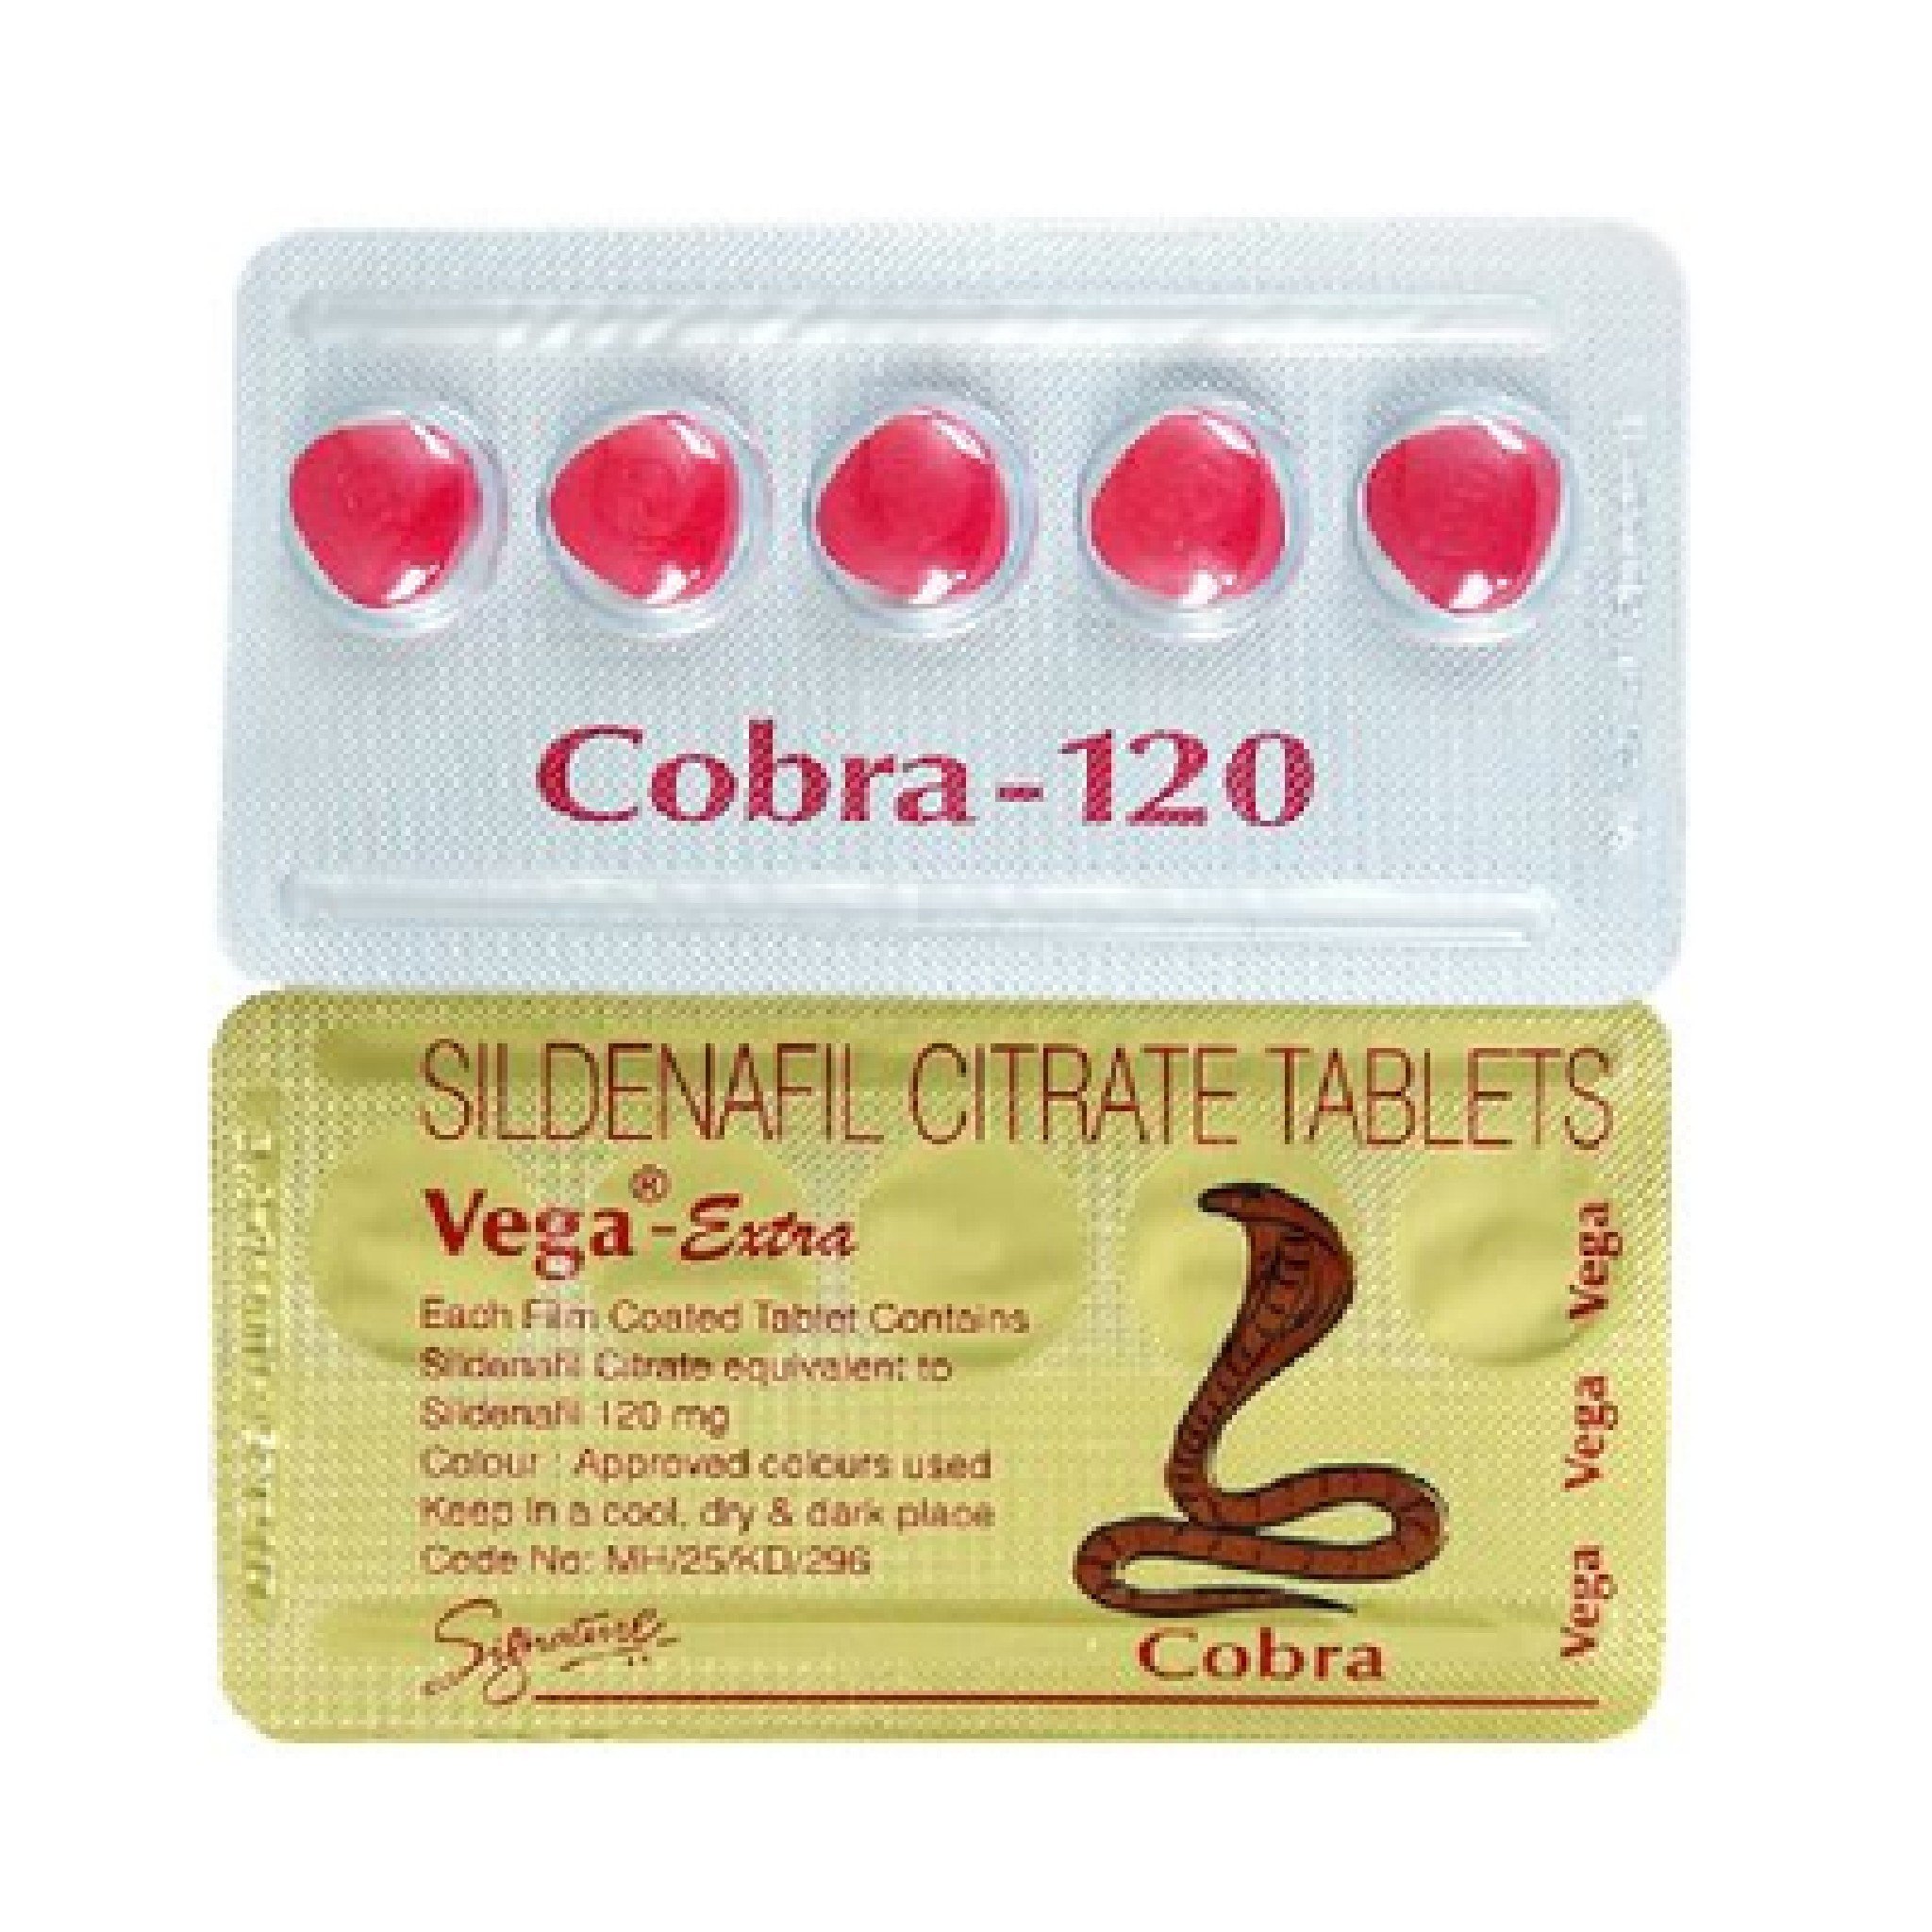 Cobra-120
SILDENAFIL CITRATE TABLETS
Vega®-Extra
Each Film Coated Tablet Contains
Sildenafil Citrate equivalent to
Sildenafil 120 mg
Colour : Approved colours used
Keep in a cool, dry & dark place
Code No: MH/25/KD/296
Signature
Cobra
Vega
Vega
Vega